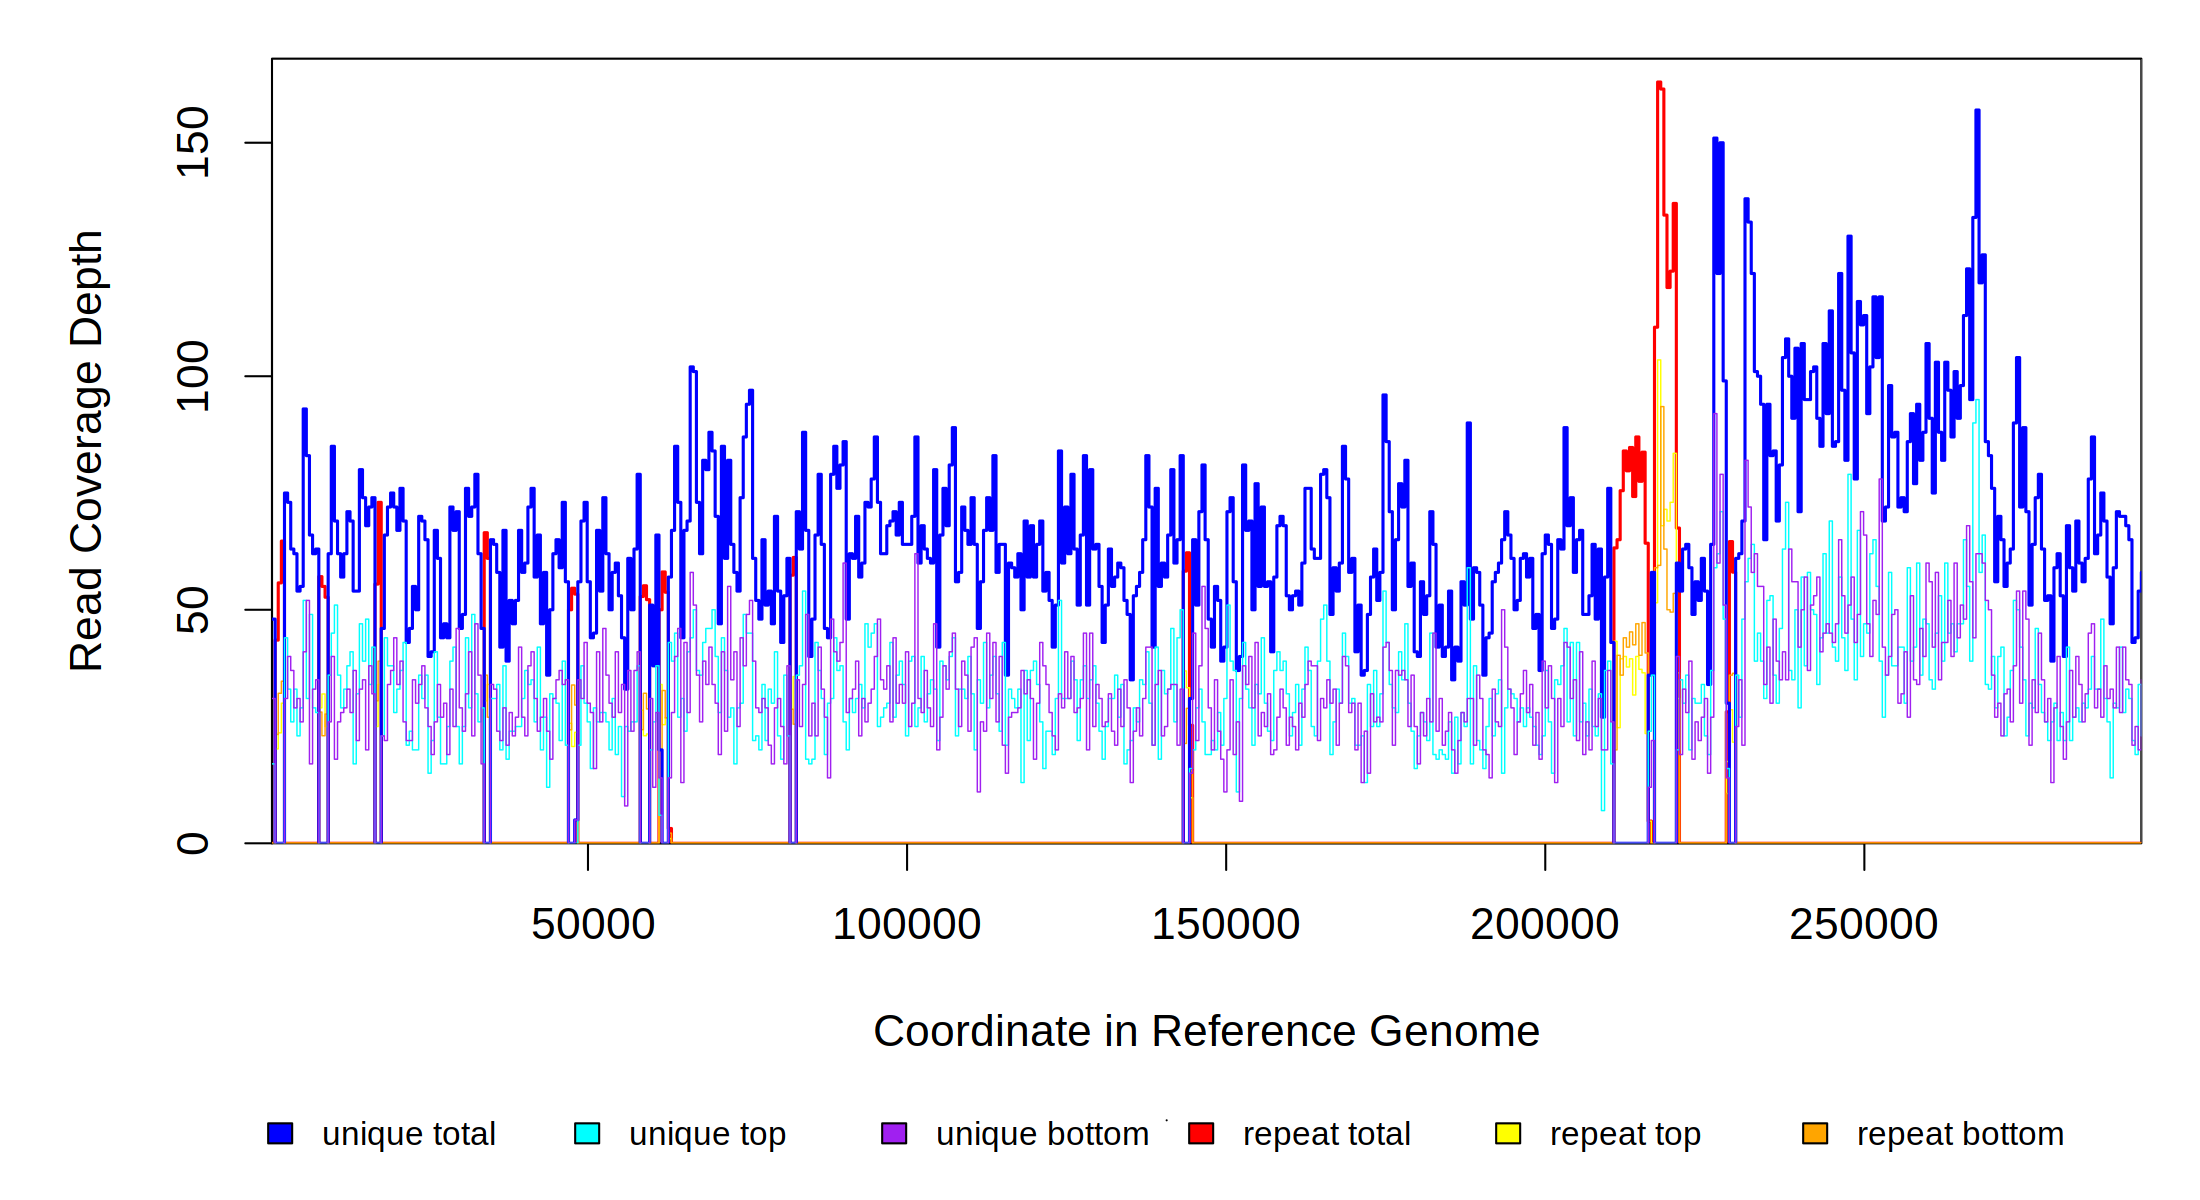 Read Coverage Depth
150
100
50
0
50000 100000 150000 200000 250000
Coordinate in Reference Genome
unique total unique top unique bottom repeat total repeat top repeat bottom